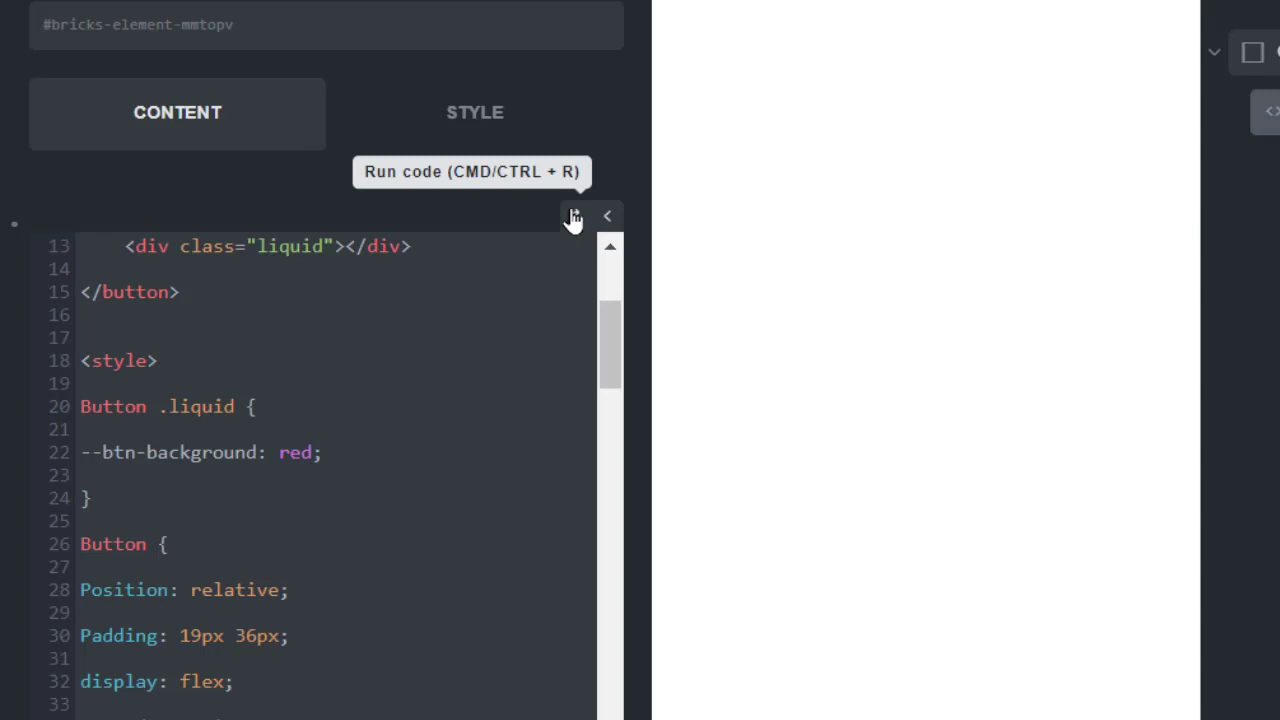 #bricks-element-mmtopv
CONTENT
STYLE
Run code (CMD/CTRL + R)
13 <div class="liquid"></div>
14
15 </button>
16
17
18 <style>
19
20 Button .liquid {
21
22 --btn-background: red;
23
24 }
25
26 Button {
27
28 Position: relative;
29
30 Padding: 19px 36px;
31
32 display: flex;
33